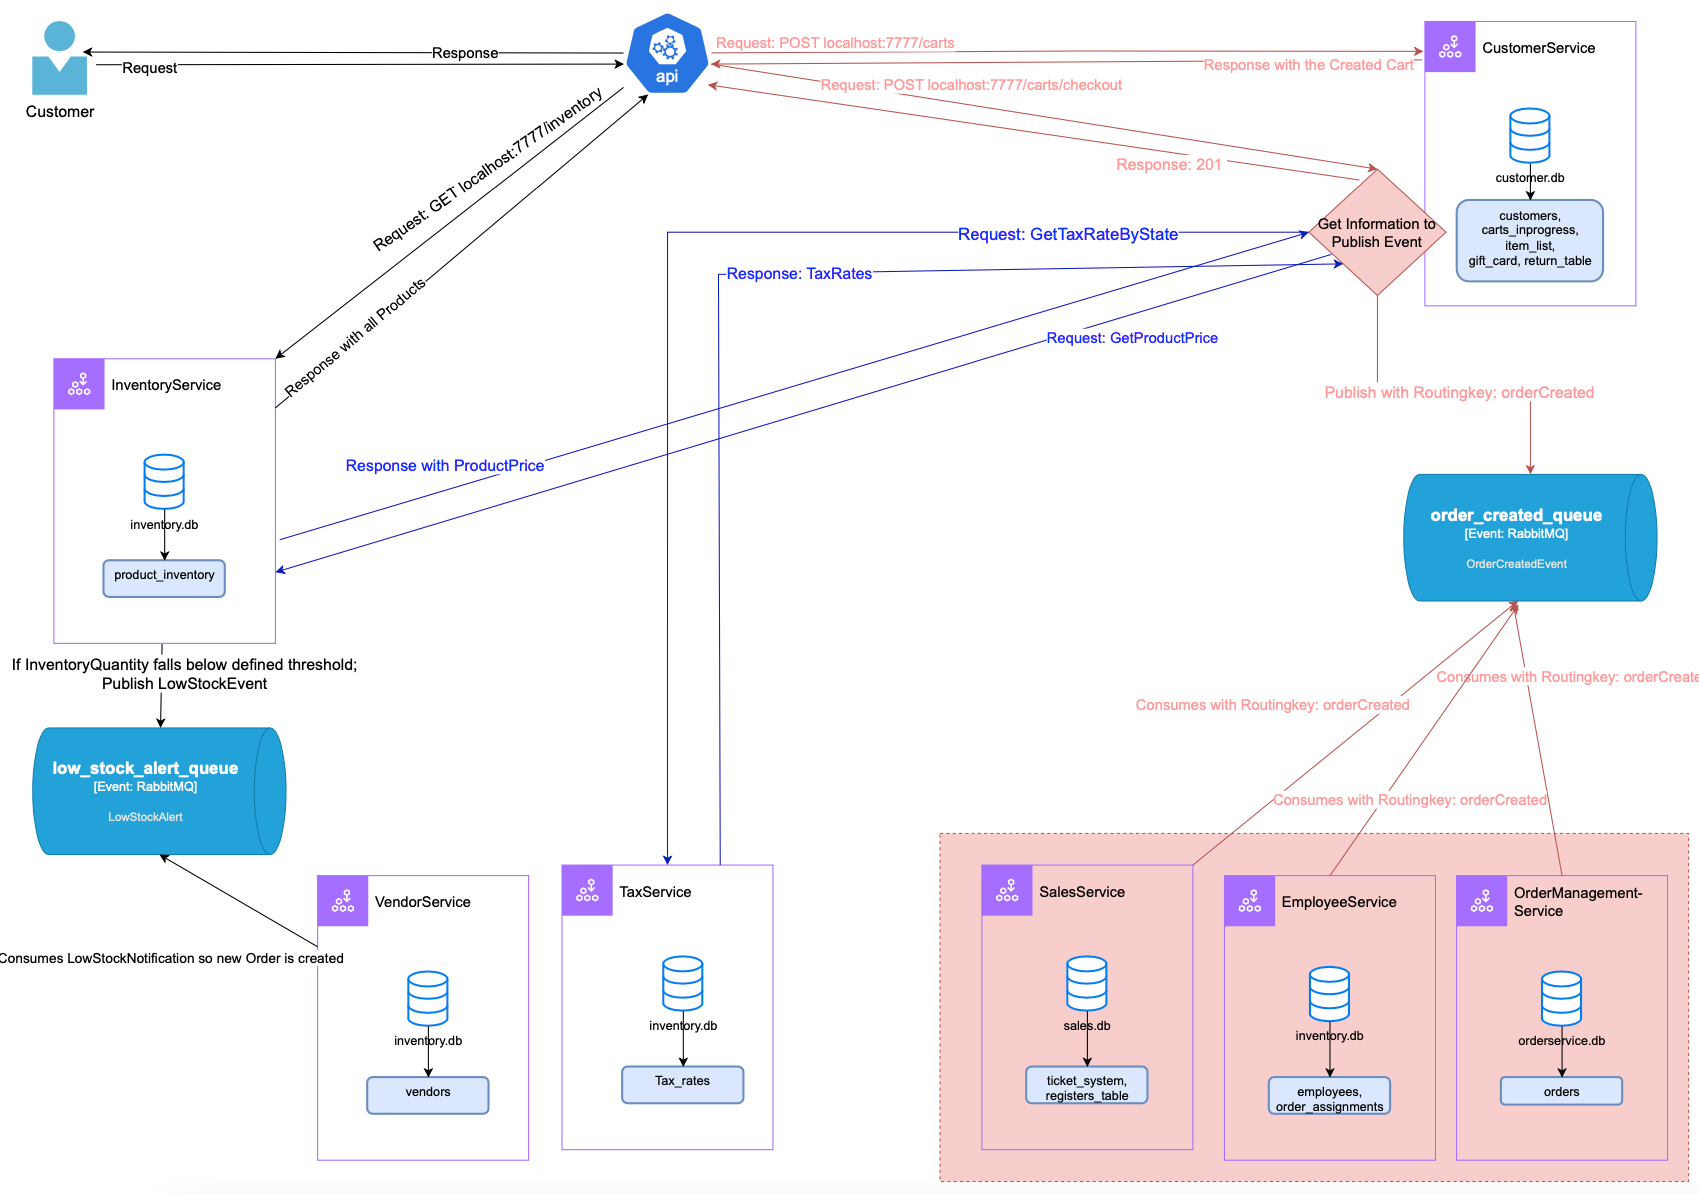 Response
Request
Customer
api
Request: POST localhost:7777/carts
Response with the Created Cart
Request: POST localhost:7777/carts/checkout
Response: 201
CustomerService
customer.db
customers,
carts_inprogress,
item_list,
gift_card, return_table
Get Information to
Publish Event
Request: GET localhost:7777/inventory
Response with all Products
Request: GetTaxRateByState
Response: TaxRates
Request: GetProductPrice
Response with ProductPrice
InventoryService
inventory.db
product_inventory
Publish with Routingkey: orderCreated
order_created_queue
[Event: RabbitMQ]
OrderCreatedEvent
If InventoryQuantity falls below defined threshold;
Publish LowStockEvent
low_stock_alert_queue
[Event: RabbitMQ]
LowStockAlert
Consumes with Routingkey: orderCreate
Consumes with Routingkey: orderCreated
Consumes with Routingkey: orderCreated
Consumes LowStockNotification so new Order is created
VendorService
inventory.db
vendors
TaxService
inventory.db
Tax_rates
SalesService
sales.db
ticket_system,
registers_table
EmployeeService
inventory.db
employees,
order_assignments
OrderManagement-
Service
orderservice.db
orders